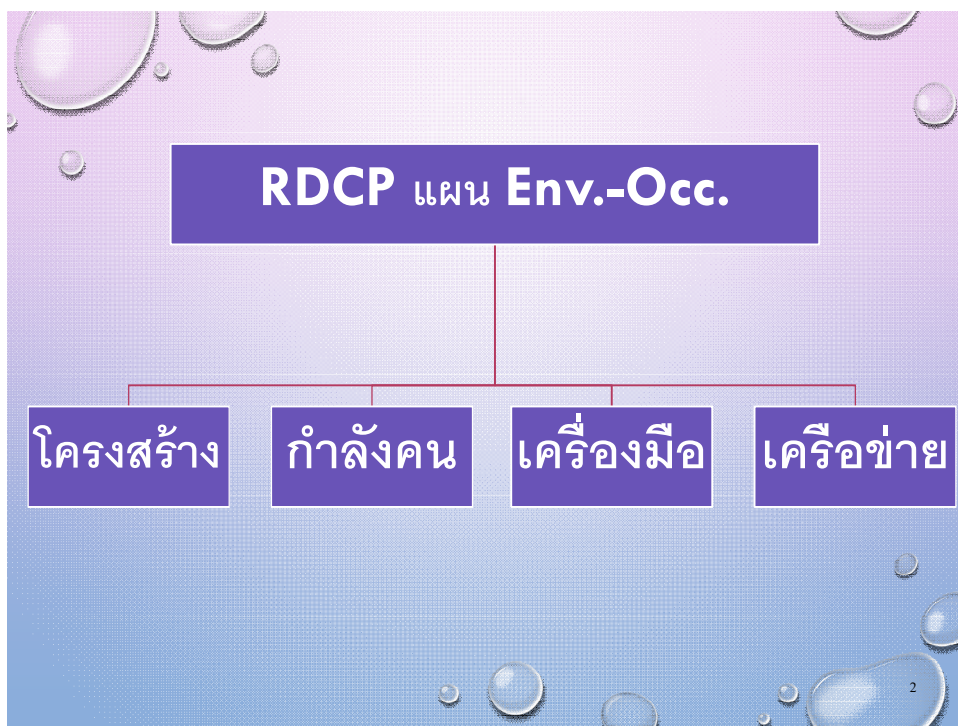 RDCP แผน Env.-Occ.
โครงสร้าง
กำลังคน
เครื่องมือ
เครือข่าย
2